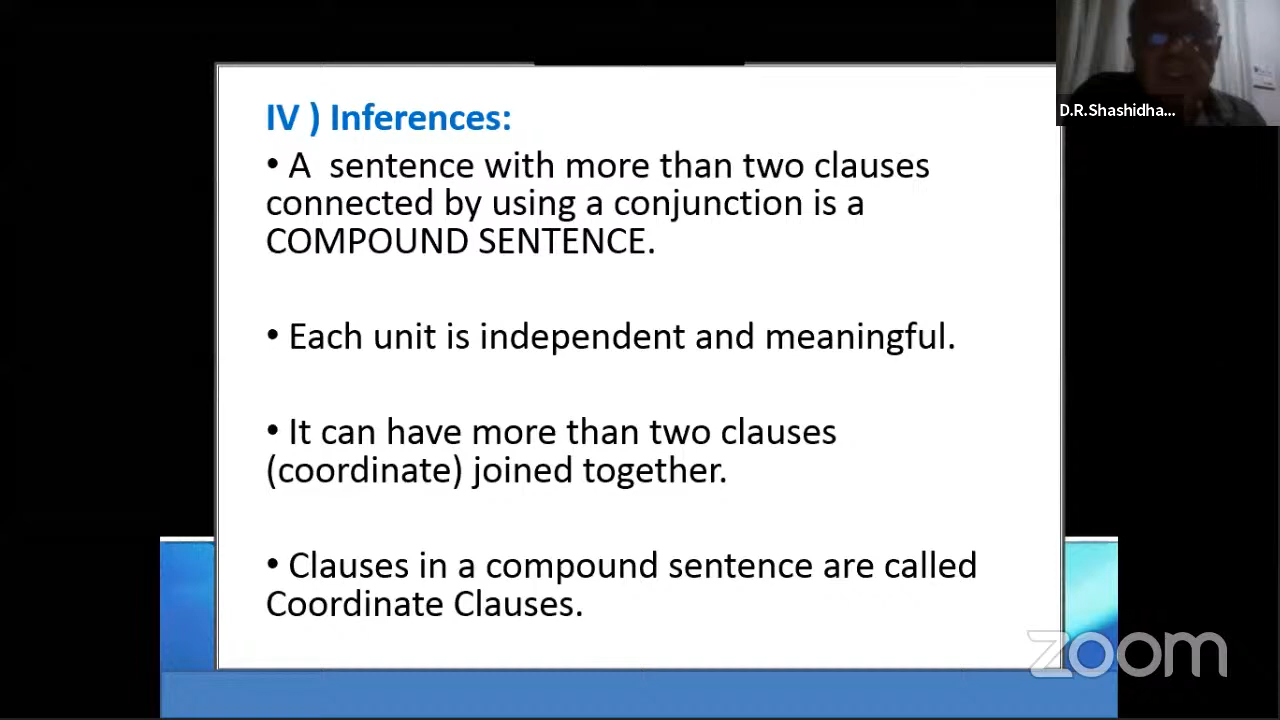 IV ) Inferences:
• A sentence with more than two clauses
connected by using a conjunction is a
COMPOUND SENTENCE.
• Each unit is independent and meaningful.
• It can have more than two clauses
(coordinate) joined together.
• Clauses in a compound sentence are called
Coordinate Clauses.
D.R.Shashidha...
zoom